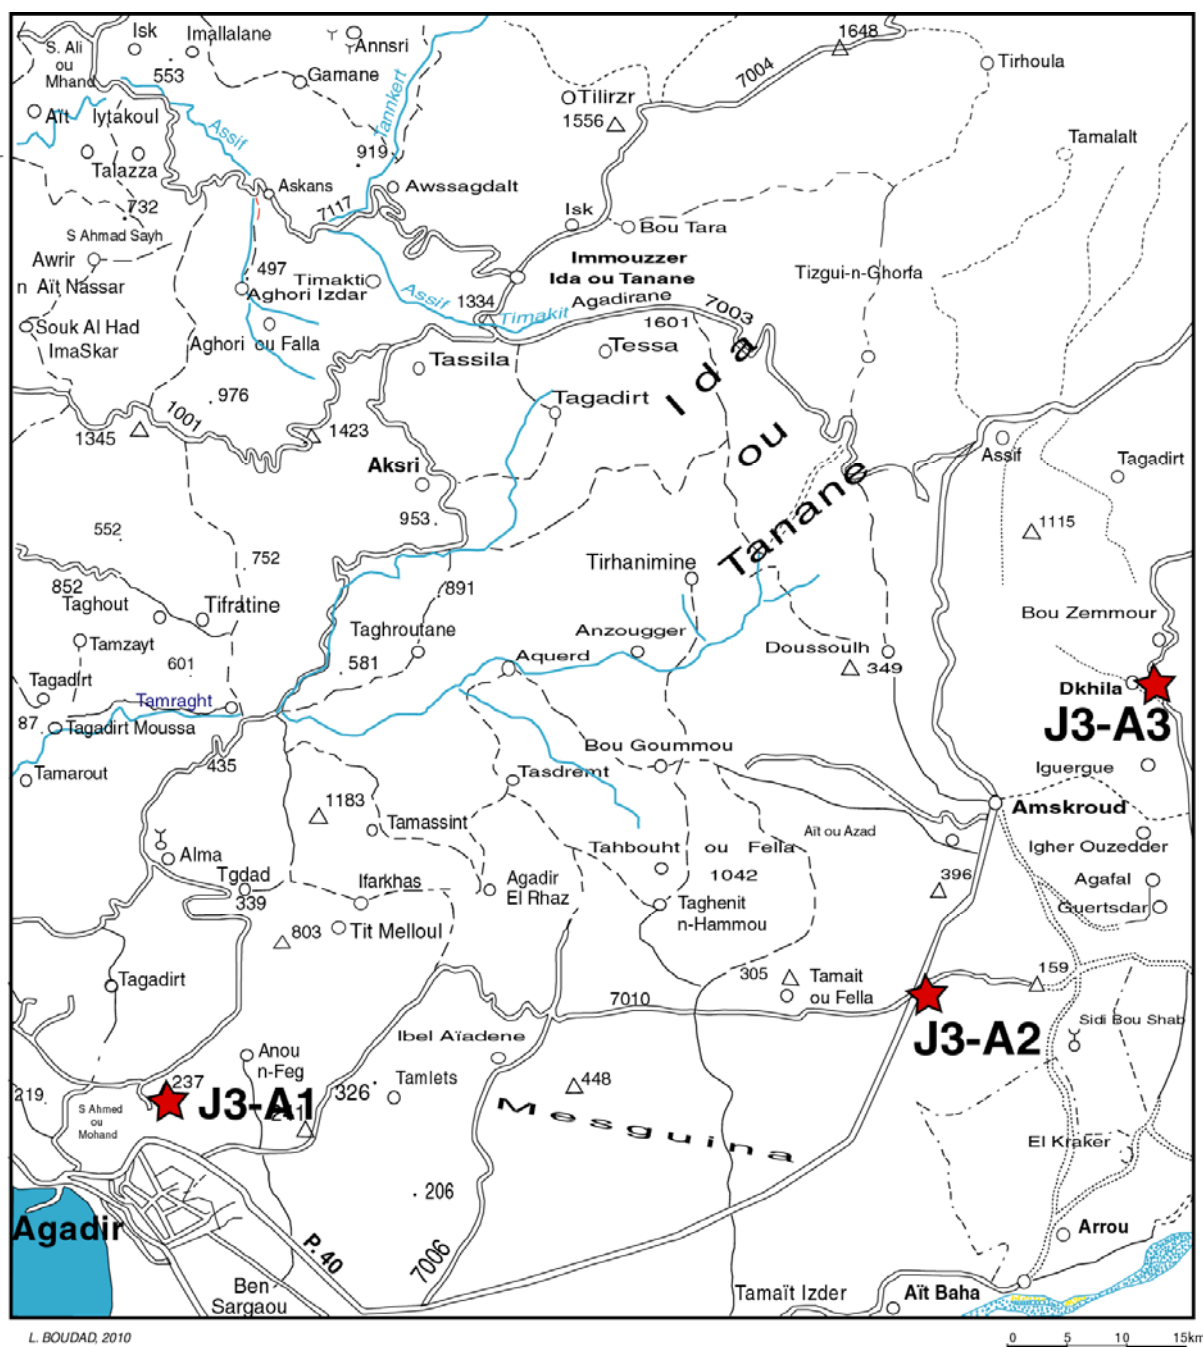 Isk
Imallalane
1648
S. Ali
ou
Mhand
Annsri
Tirhoula
553
Gamane
7004
Tannkert
Tilirzr
Aït
Iytakoul
Assif
1556
Tamalalt
919
Talazza
Askans
Awssagdalt
732
7117
Isk
Bou Tara
S Ahmad Sayh
Awrir
n Aït Nassar
497
Timakti
Immouzzer
Ida ou Tanane
Tizgui-n-Ghorfa
Aghori Izdar
Assif
1334
Timakit
Agadirane
7003
1601
Souk Al Had
ImaSkar
Aghori ou Falla
Tassila
Tessa
Ida
ou
Tanane
976
Tagadirt
1001
1345
1423
Aksri
Assif
Tagadirt
953
1115
552
752
Tirhanimine
852
Taghout
Tifratine
891
Bou Zemmour
Tamzayt
Taghroutane
Anzougger
Doussoulh
349
601
581
Aquerd
Tagadirt
Dkhila
J3-A3
Tamraght
87
Tagadirt Moussa
Bou Goummou
435
Tamarout
Tasdremt
Iguergue
1183
Tamassint
Amskroud
Aït ou Azad
Alma
Tahbouht ou Fella
Igher Ouzedder
Tgdad
339
Ifarkhas
Agadir
El Rhaz
1042
396
Agafal
Guertsdar
Taghenit
n-Hammou
803
Tit Melloul
Tagadirt
305
Tamait
ou Fella
159
7010
J3-A2
Sidi Bou Shab
Ibel Aïadene
Anou
n-Feg
237
J3-A1
241
326
Tamlets
448
219
S Ahmed
ou
Mohand
Mesguina
El Kraker
206
Agadir
P. 40
7006
Arrou
Ben
Sargaou
Tamaït Izder
Aït Baha
L. BOUDAD, 2010
0 5 10 15km